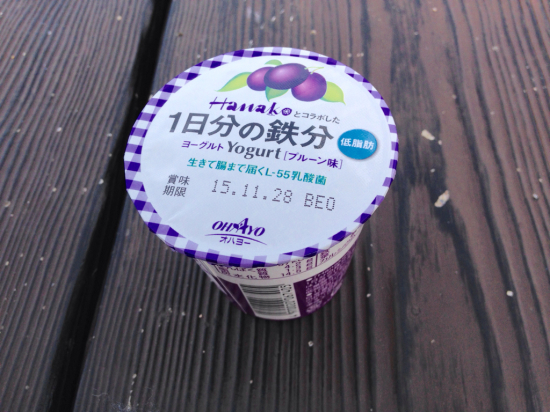 Hanako とコラボした
1日分の鉄分
低脂肪
ヨーグルト Yogurt [プルーン味]
生きて腸まで届くL-55乳酸菌
賞味期限 15.11.28 BEO
OHAYO
オハヨー